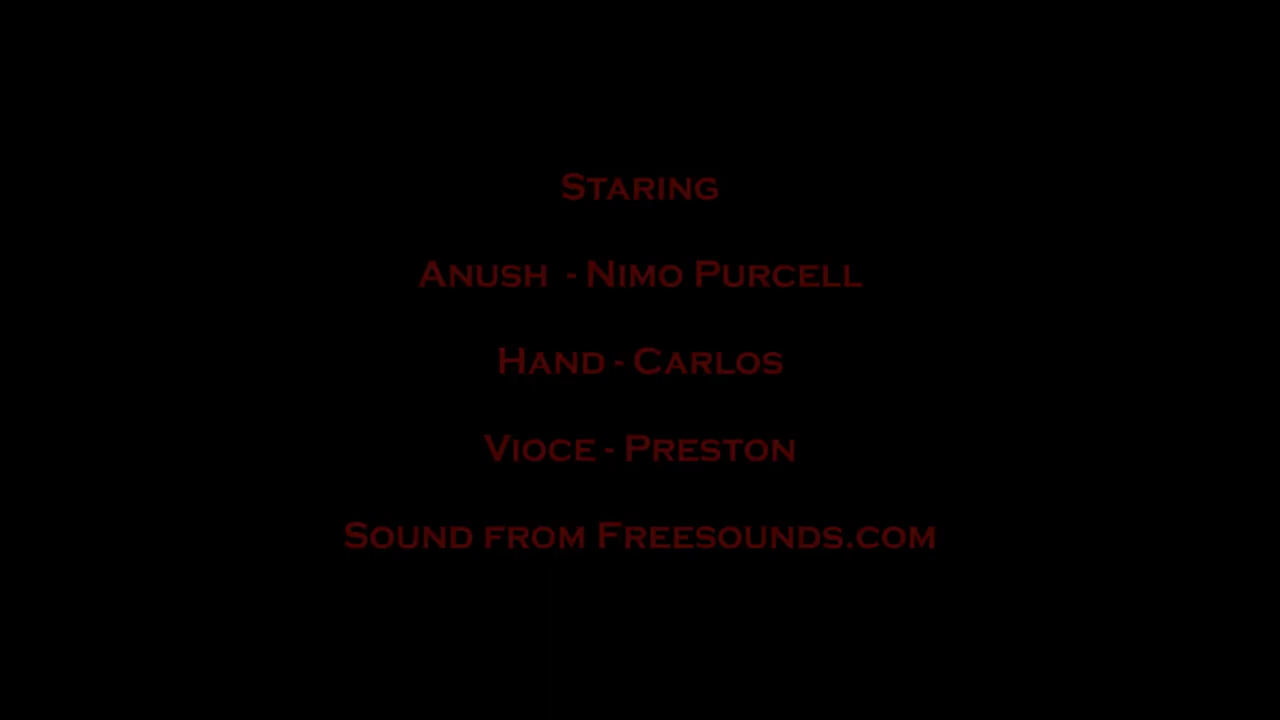 Staring
Anush - Nimo Purcell
Hand - Carlos
Vioce - Preston
Sound from Freesounds.com